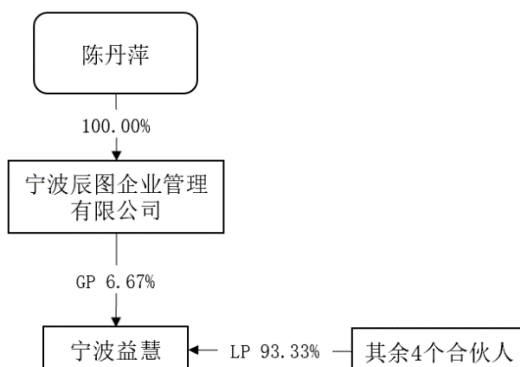 陈丹萍
100.00%
宁波辰图企业管理
有限公司
GP 6.67%
宁波益慧
LP 93.33%
其余4个合伙人